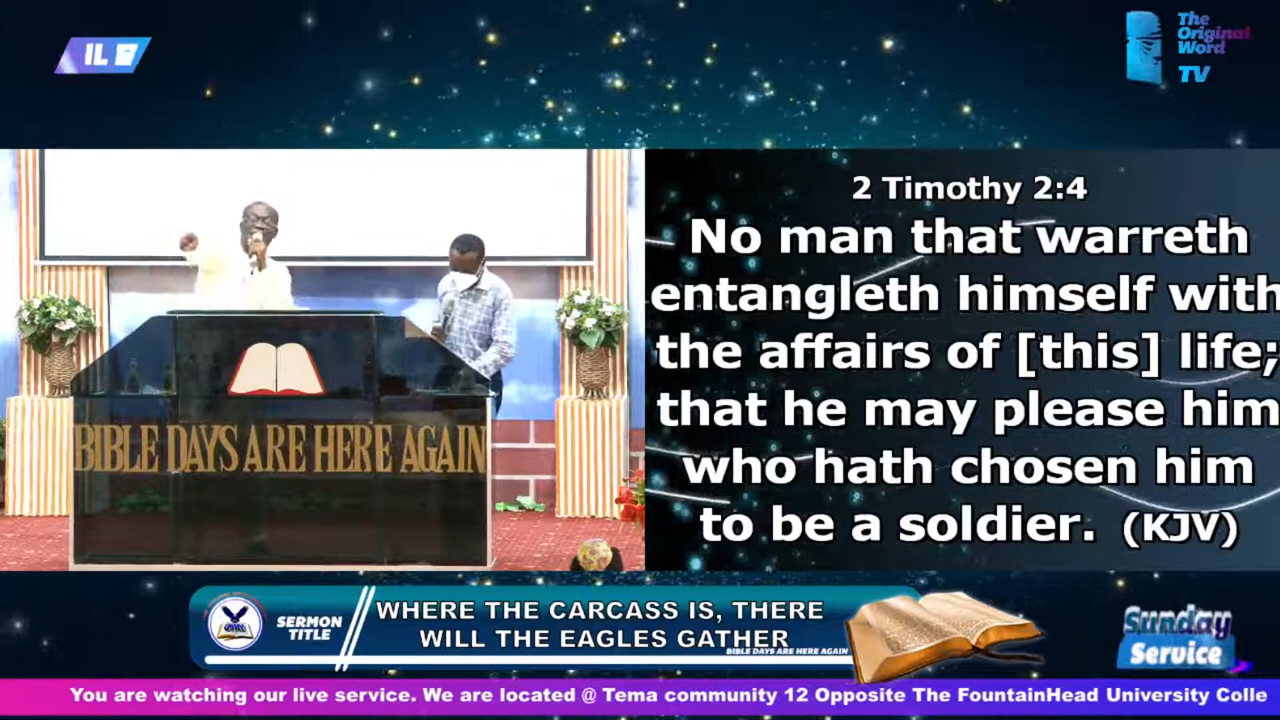 The
Original
Word
TV
2 Timothy 2:4
No man that warreth
entangleth himself with
the affairs of [this] life;
that he may please him
who hath chosen him
to be a soldier. (KJV)
BIBLE DAYS ARE HERE AGAIN
SERMON
TITLE
WHERE THE CARCASS IS, THERE
WILL THE EAGLES GATHER
BIBLE DAYS ARE HERE AGAIN
Sunday
Service
You are watching our live service. We are located @ Tema community 12 Opposite The FountainHead University Colle